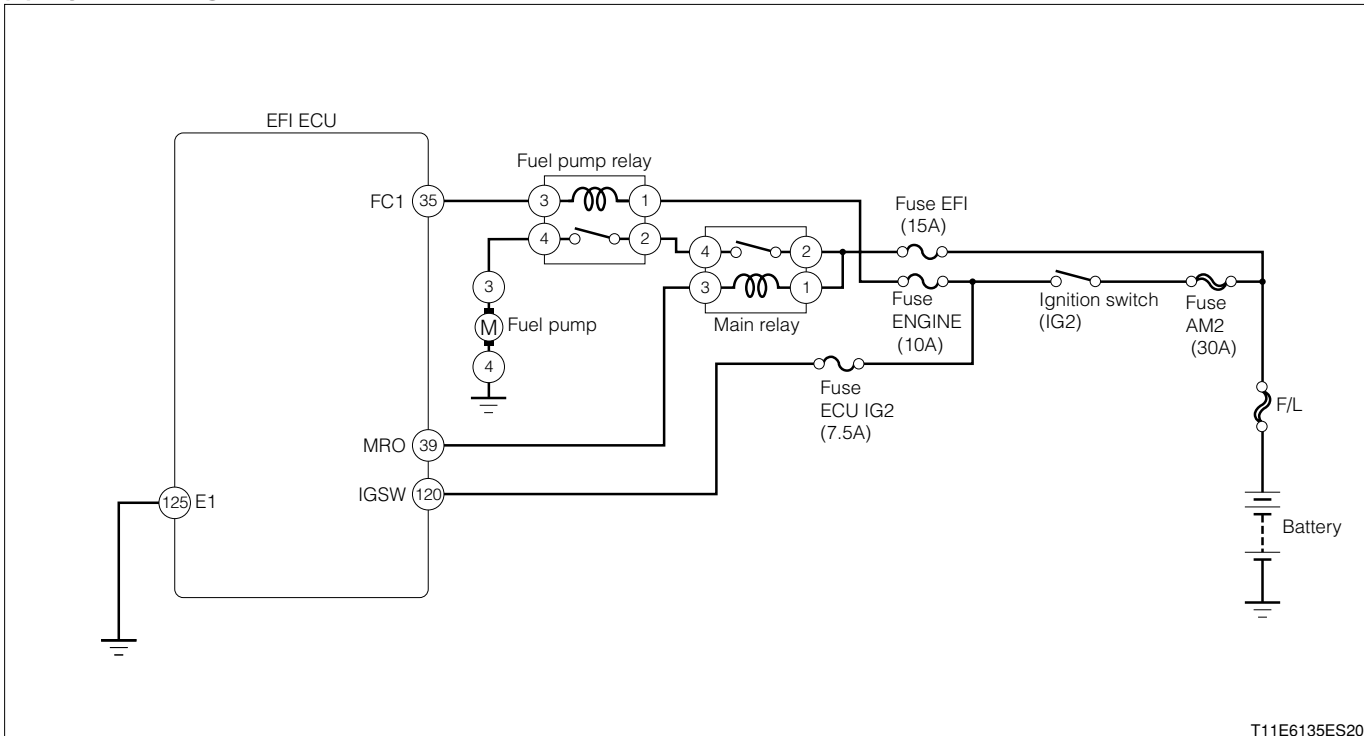 EFI ECU
Fuel pump relay
FC1 35 3 1
4 2
Fuse EFI
(15A)
4 2
3 1
3
M Fuel pump
4
Main relay
Fuse
ENGINE
(10A)
Ignition switch
(IG2)
Fuse
AM2
(30A)
Fuse
ECU IG2
(7.5A)
F/L
MRO 39
IGSW 120
125 E1
Battery
T11E6135ES20